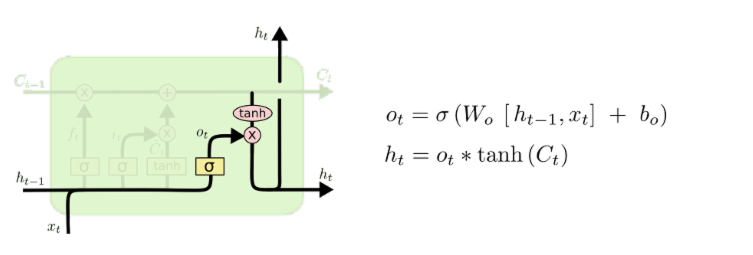 h_t
C_{t-1}
C_t
tanh
f_t
i_t
o_t
C̃_t
σ
σ
tanh
σ
h_{t-1}
h_t
x_t
o_t = σ (W_o [h_{t-1}, x_t] + b_o)
h_t = o_t * tanh (C_t)